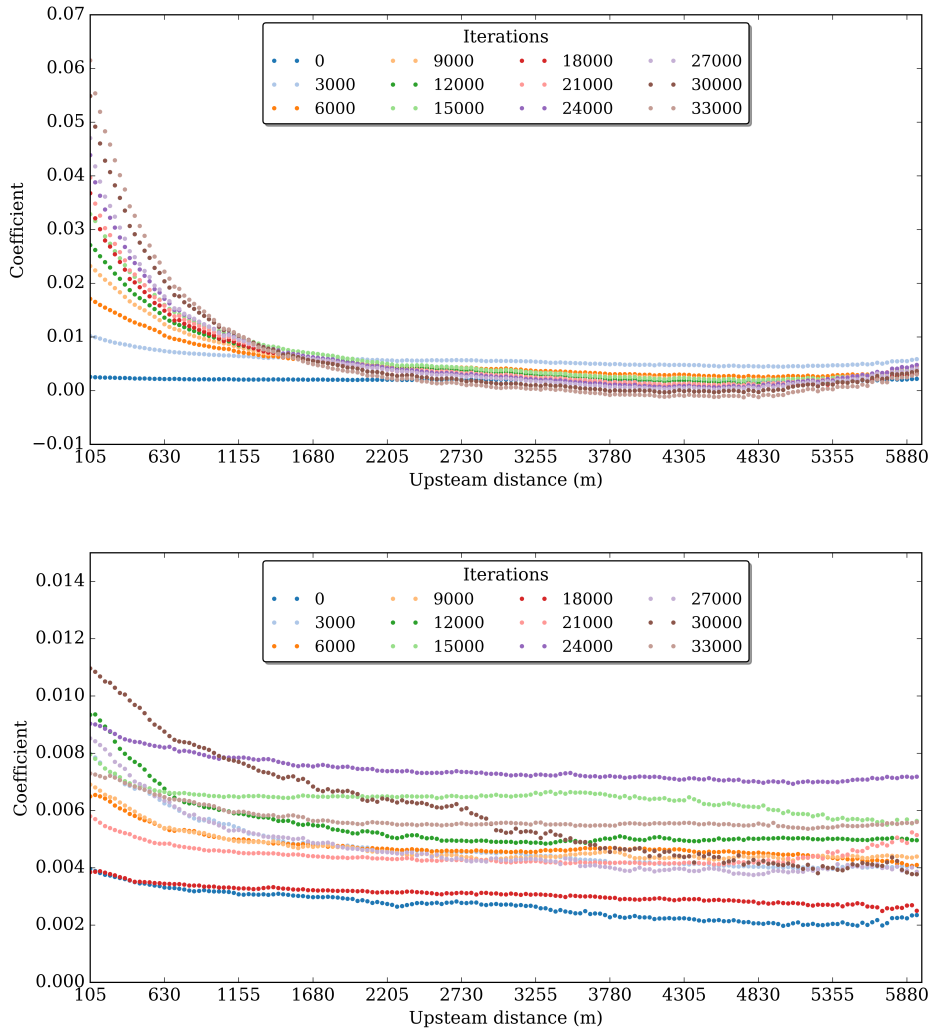 0.07
0.06
0.05
0.04
0.03
0.02
0.01
0.00
−0.01
Coefficient
Iterations
0 9000 18000 27000
3000 12000 21000 30000
6000 15000 24000 33000
105 630 1155 1680 2205 2730 3255 3780 4305 4830 5355 5880
Upsteam distance (m)
0.014
0.012
0.010
0.008
0.006
0.004
0.002
0.000
Coefficient
Iterations
0 9000 18000 27000
3000 12000 21000 30000
6000 15000 24000 33000
105 630 1155 1680 2205 2730 3255 3780 4305 4830 5355 5880
Upsteam distance (m)